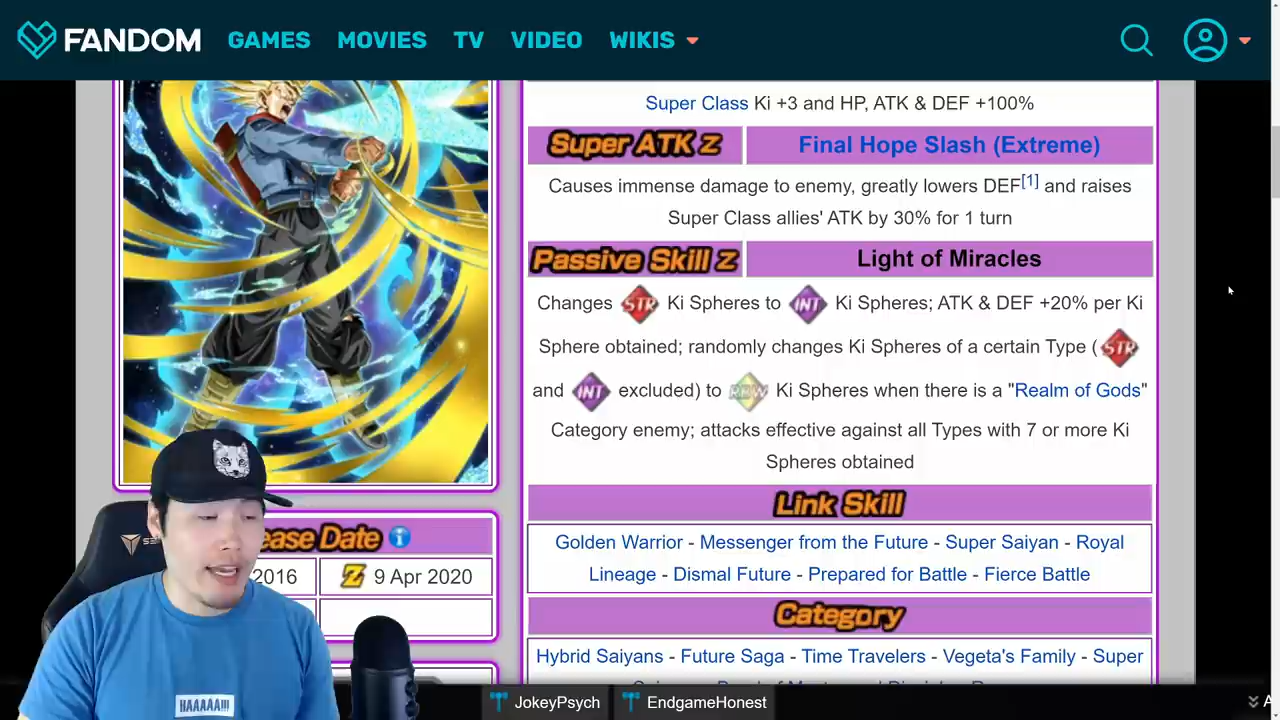 FANDOM GAMES MOVIES TV VIDEO WIKIS
Super Class Ki +3 and HP, ATK & DEF +100%
Super ATK Z Final Hope Slash (Extreme)
Causes immense damage to enemy, greatly lowers DEF[1] and raises
Super Class allies' ATK by 30% for 1 turn
Passive Skill Z Light of Miracles
Changes STR Ki Spheres to INT Ki Spheres; ATK & DEF +20% per Ki
Sphere obtained; randomly changes Ki Spheres of a certain Type ( STR
and INT excluded) to RBW Ki Spheres when there is a "Realm of Gods"
Category enemy; attacks effective against all Types with 7 or more Ki
Spheres obtained
Link Skill
Golden Warrior - Messenger from the Future - Super Saiyan - Royal
Lineage - Dismal Future - Prepared for Battle - Fierce Battle
Category
Hybrid Saiyans - Future Saga - Time Travelers - Vegeta's Family - Super
ease Date
2016 Z 9 Apr 2020
HAAAAA!!!
JokeyPsych EndgameHonest